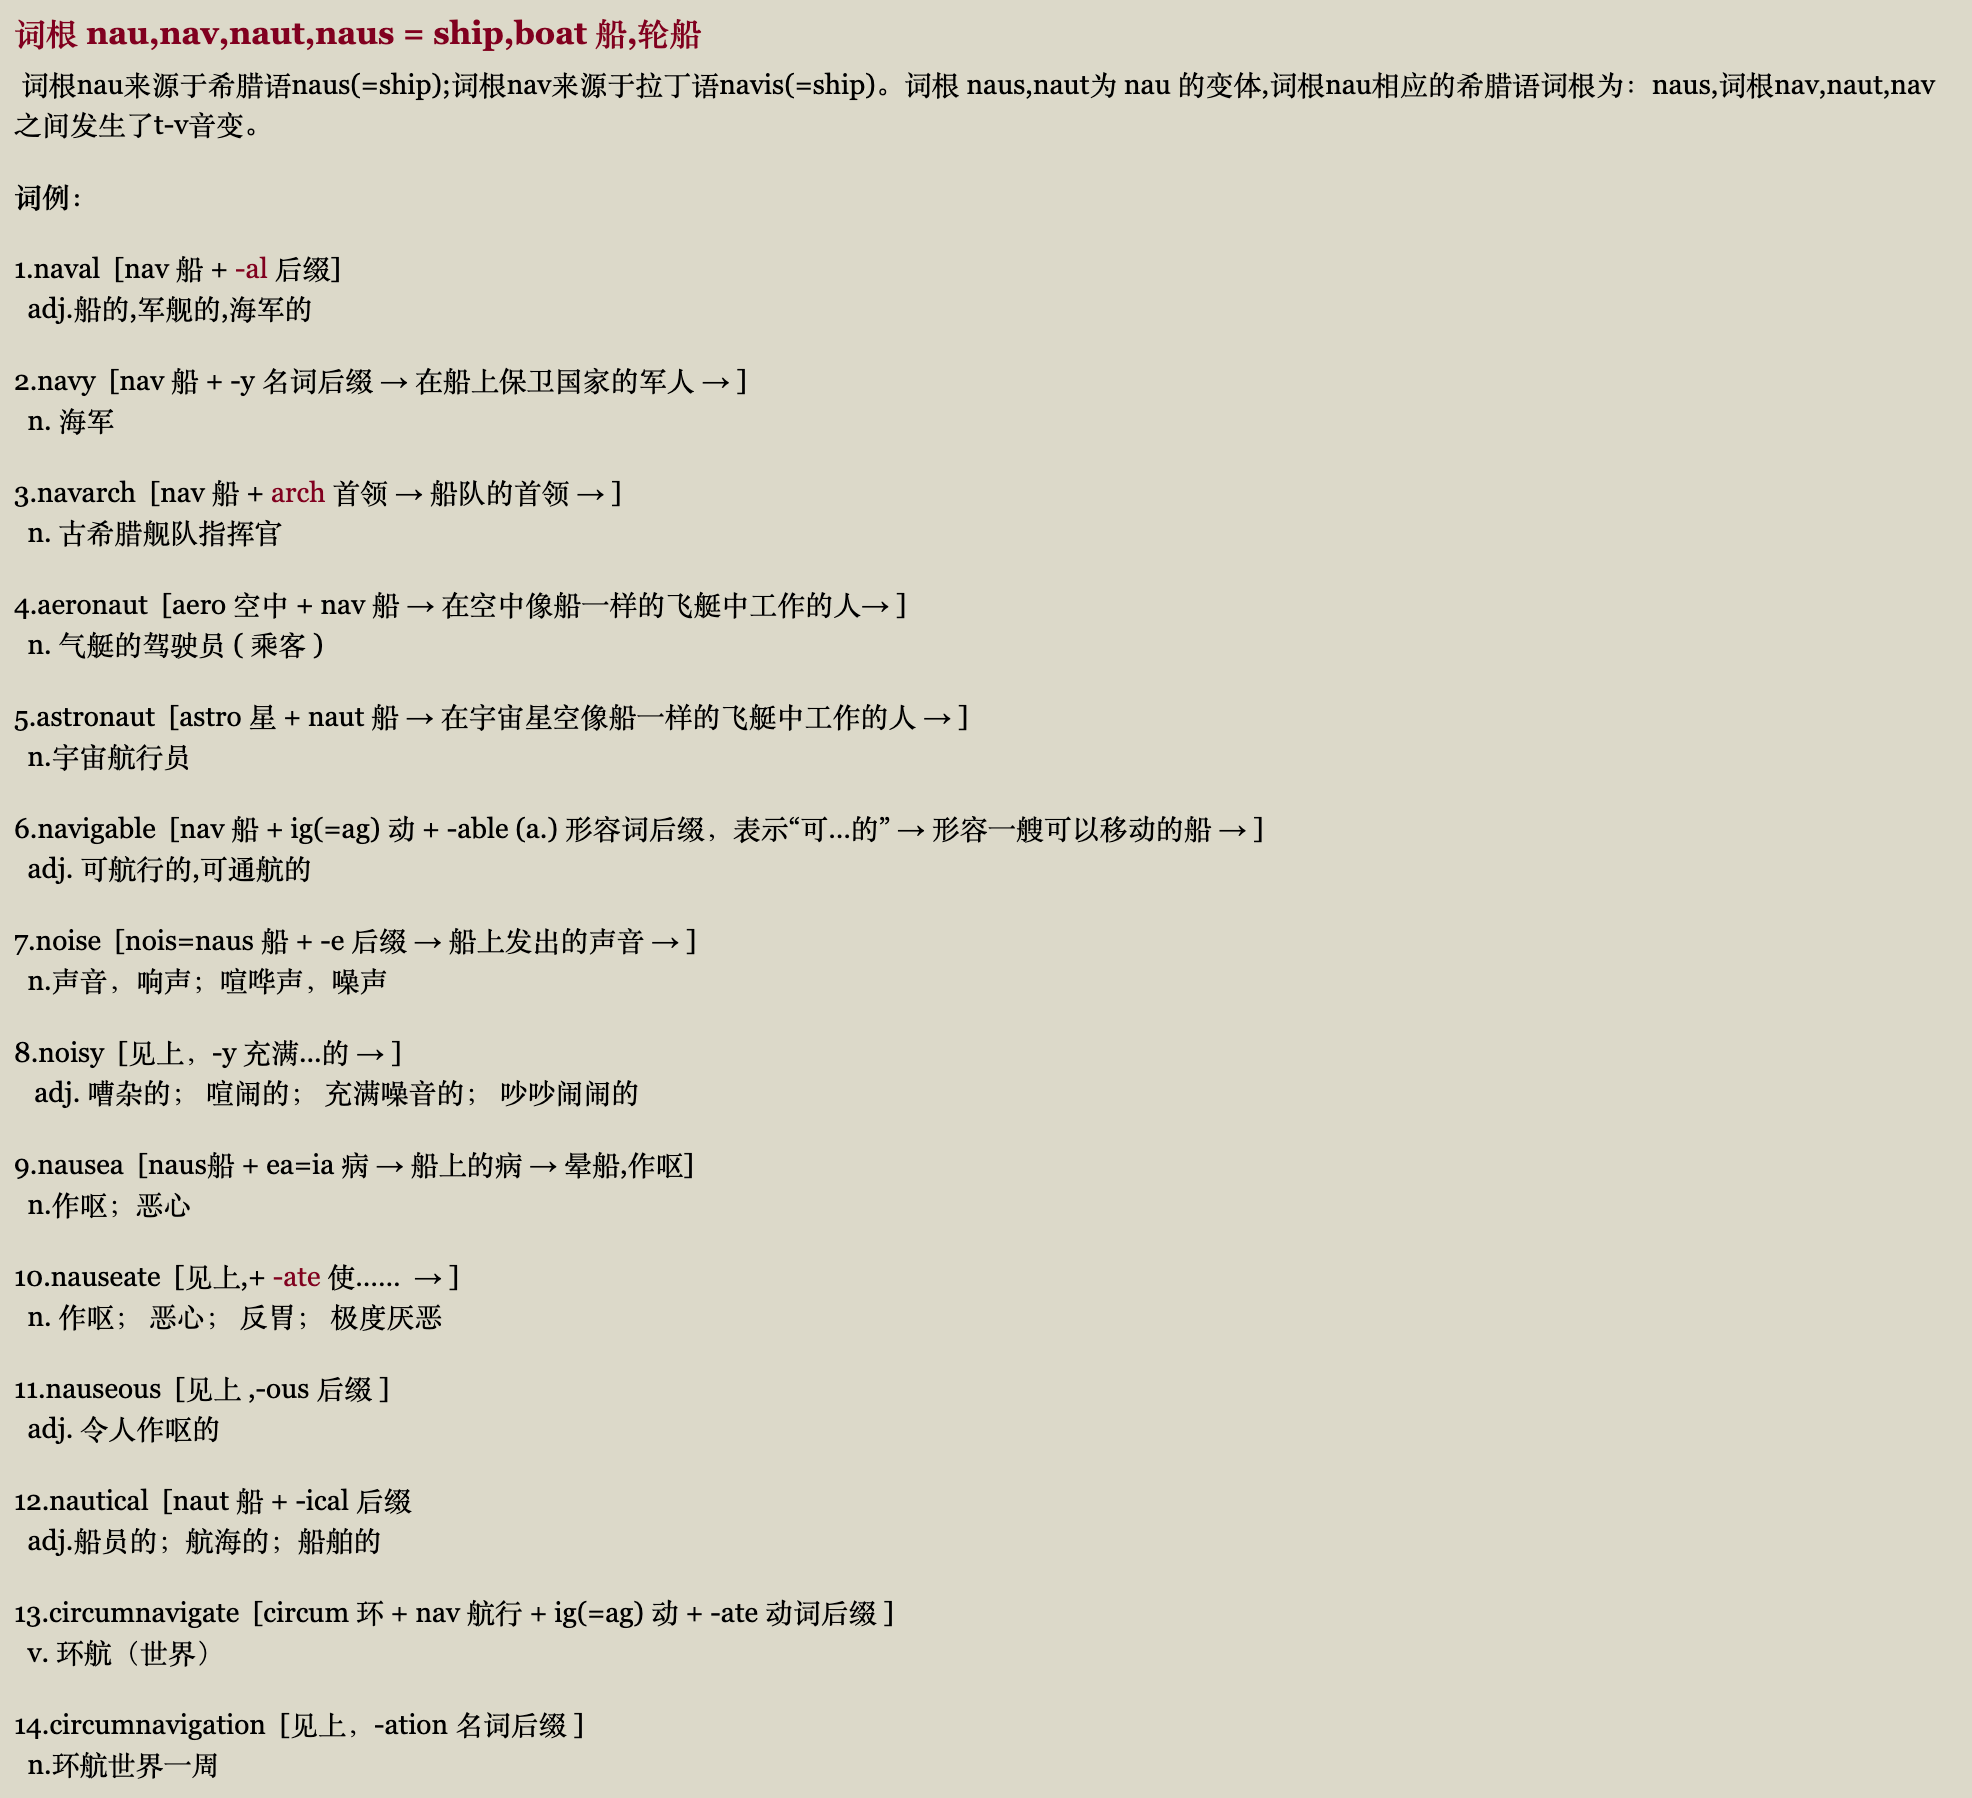 词根 nau,nav,naut,naus = ship,boat 船,轮船
词根nau来源于希腊语naus(=ship);词根nav来源于拉丁语navis(=ship)。词根 naus,naut为 nau 的变体,词根nau相应的希腊语词根为：naus,词根nav,naut,nav
之间发生了t-v音变。
词例：
1.naval [nav 船 + -al 后缀]
adj.船的,军舰的,海军的
2.navy [nav 船 + -y 名词后缀 → 在船上保卫国家的军人 → ]
n. 海军
3.navarch [nav 船 + arch 首领 → 船队的首领 → ]
n. 古希腊舰队指挥官
4.aeronaut [aero 空中 + nav 船 → 在空中像船一样的飞艇中工作的人→ ]
n. 气艇的驾驶员 ( 乘客 )
5.astronaut [astro 星 + naut 船 → 在宇宙星空像船一样的飞艇中工作的人 → ]
n.宇宙航行员
6.navigable [nav 船 + ig(=ag) 动 + -able (a.) 形容词后缀，表示“可…的” → 形容一艘可以移动的船 → ]
adj. 可航行的,可通航的
7.noise [nois=naus 船 + -e 后缀 → 船上发出的声音 → ]
n.声音，响声；喧哗声，噪声
8.noisy [见上，-y 充满…的 → ]
adj. 嘈杂的； 喧闹的； 充满噪音的； 吵吵闹闹的
9.nausea [naus船 + ea=ia 病 → 船上的病 → 晕船,作呕]
n.作呕；恶心
10.nauseate [见上,+ -ate 使…… → ]
n. 作呕； 恶心； 反胃； 极度厌恶
11.nauseous [见上 ,-ous 后缀 ]
adj. 令人作呕的
12.nautical [naut 船 + -ical 后缀
adj.船员的；航海的；船舶的
13.circumnavigate [circum 环 + nav 航行 + ig(=ag) 动 + -ate 动词后缀 ]
v. 环航（世界）
14.circumnavigation [见上，-ation 名词后缀 ]
n.环航世界一周